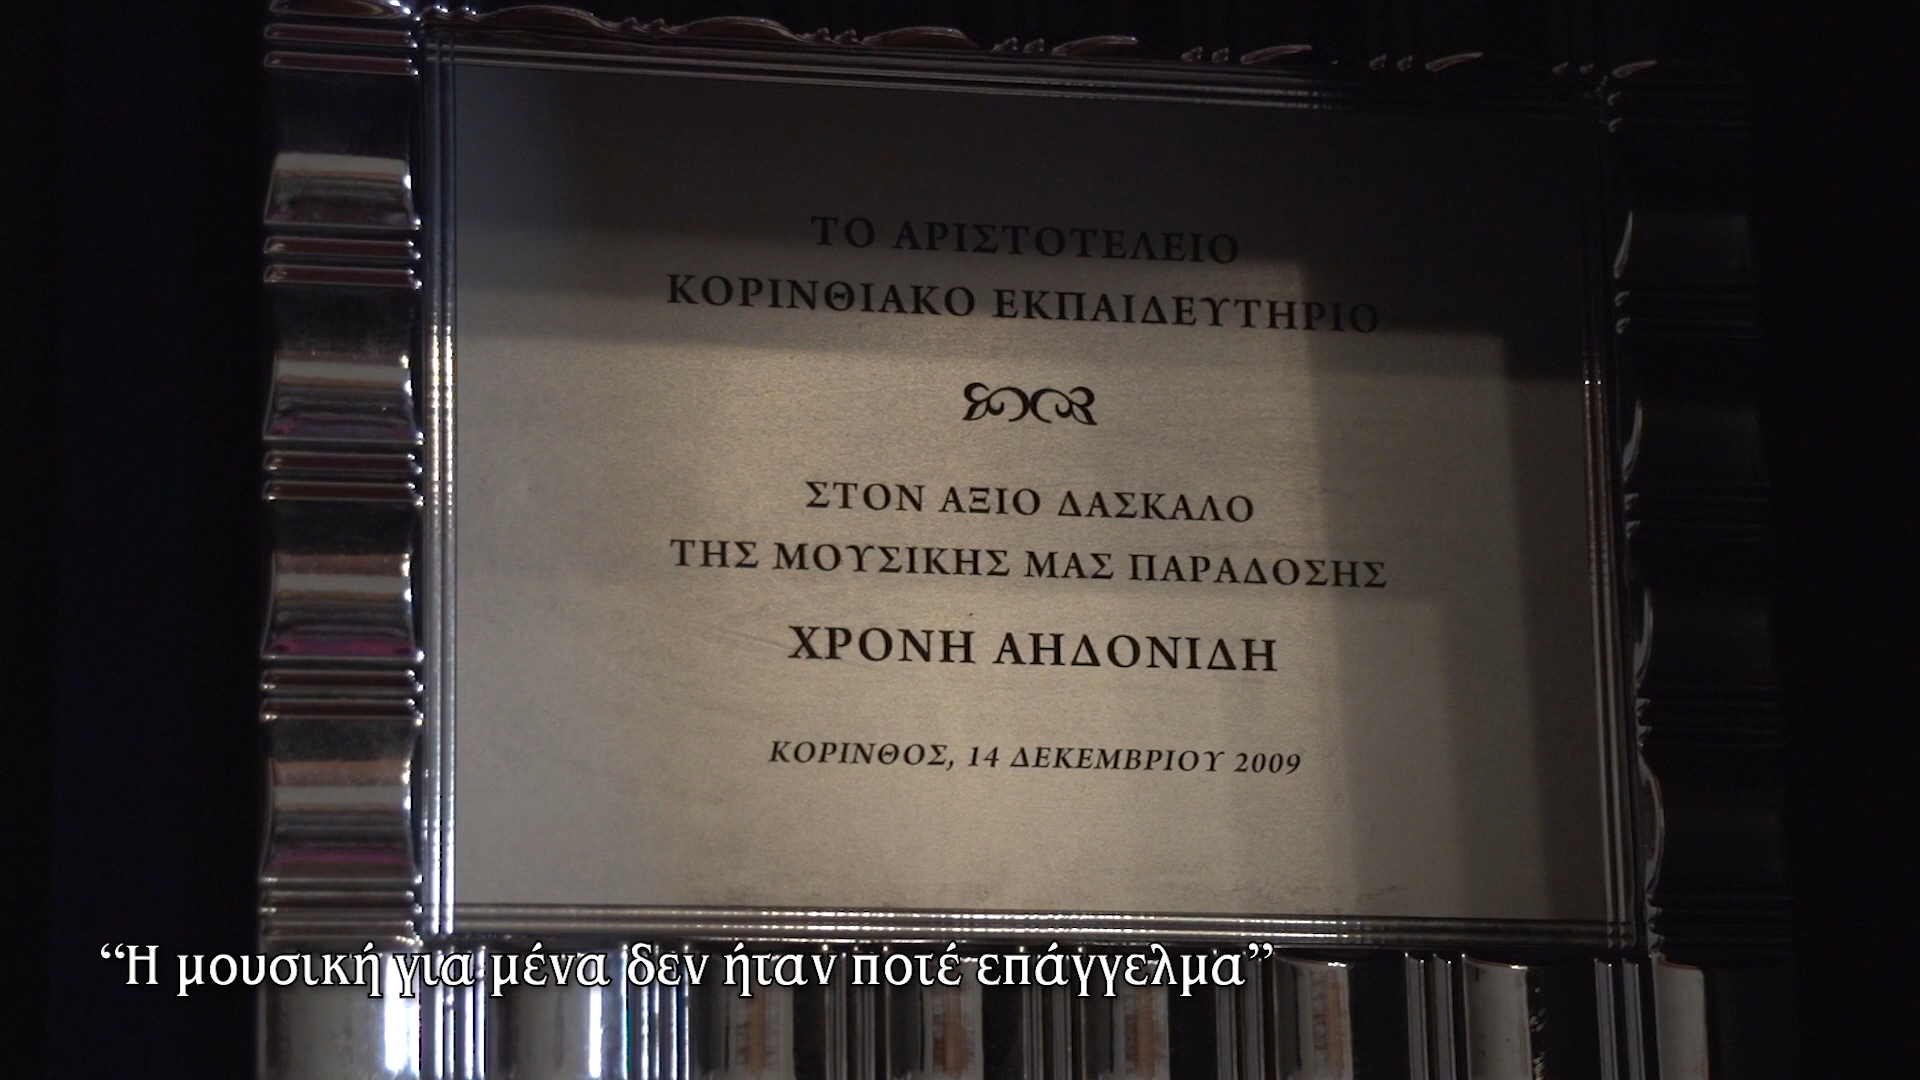 ΤΟ ΑΡΙΣΤΟΤΕΛΕΙΟ
ΚΟΡΙΝΘΙΑΚΟ ΕΚΠΑΙΔΕΥΤΗΡΙΟ
ΣΤΟΝ ΑΞΙΟ ΔΑΣΚΑΛΟ
ΤΗΣ ΜΟΥΣΙΚΗΣ ΜΑΣ ΠΑΡΑΔΟΣΗΣ
ΧΡΟΝΗ ΑΗΔΟΝΙΔΗ
ΚΟΡΙΝΘΟΣ, 14 ΔΕΚΕΜΒΡΙΟΥ 2009
“Η μουσική για μένα δεν ήταν ποτέ επάγγελμα”